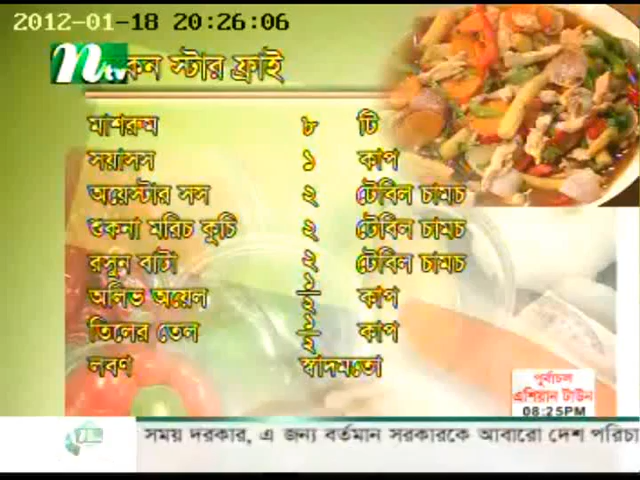 2012-01-18 20:26:06
ntv
কন স্টার ফ্রাই
মাশরুম ৮ টি
সয়াসস ১ কাপ
অয়েস্টার সস ২ টেবিল চামচ
শুকনা মরিচ কুচি ২ টেবিল চামচ
রসুন বাটা ২ টেবিল চামচ
অলিভ অয়েল ১/২ কাপ
তিলের তেল ১/২ কাপ
লবণ স্বাদমতো
পূর্বাচল
এশিয়ান টাউন
08:25PM
সময় দরকার, এ জন্য বর্তমান সরকারকে আবারো দেশ পরিচা